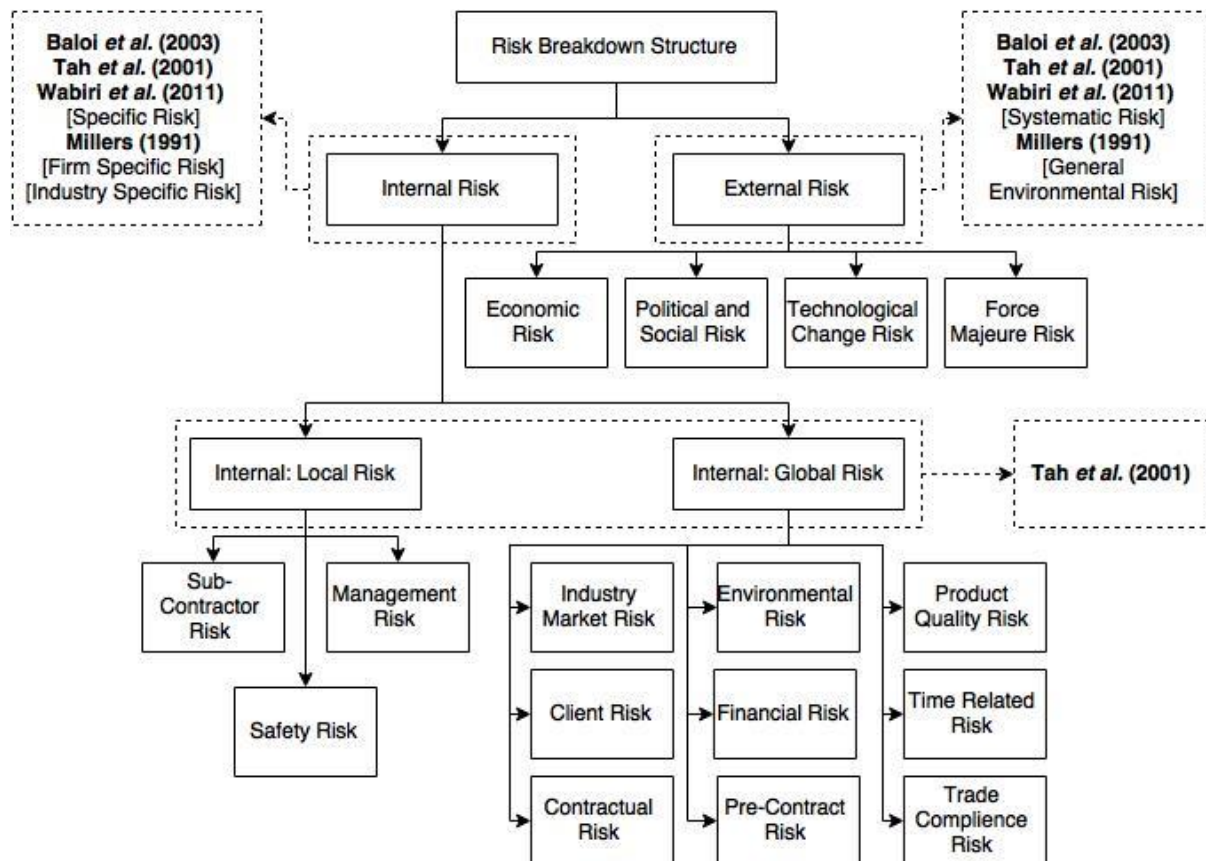 Baloi et al. (2003)
Tah et al. (2001)
Wabiri et al. (2011)
[Specific Risk]
Millers (1991)
[Firm Specific Risk]
[Industry Specific Risk]
Risk Breakdown Structure
Baloi et al. (2003)
Tah et al. (2001)
Wabiri et al. (2011)
[Systematic Risk]
Millers (1991)
[General
Environmental Risk]
Internal Risk
External Risk
Economic
Risk
Political and
Social Risk
Technological
Change Risk
Force
Majeure Risk
Internal: Local Risk
Internal: Global Risk
Tah et al. (2001)
Sub-
Contractor
Risk
Management
Risk
Safety Risk
Industry
Market Risk
Environmental
Risk
Product
Quality Risk
Client Risk
Financial Risk
Time Related
Risk
Contractual
Risk
Pre-Contract
Risk
Trade
Complience
Risk